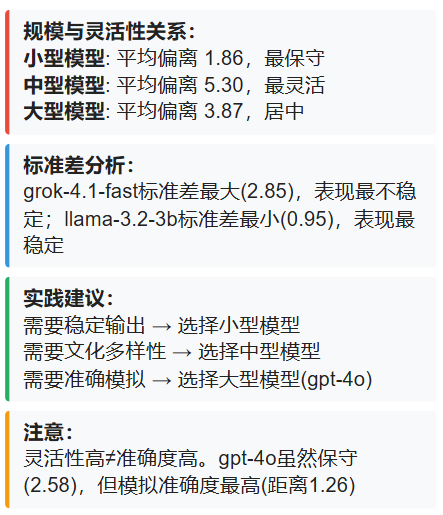 规模与灵活性关系：
小型模型: 平均偏离 1.86，最保守
中型模型: 平均偏离 5.30，最灵活
大型模型: 平均偏离 3.87，居中
标准差分析：
grok-4.1-fast标准差最大(2.85)，表现最不稳
定；llama-3.2-3b标准差最小(0.95)，表现最
稳定
实践建议：
需要稳定输出 → 选择小型模型
需要文化多样性 → 选择中型模型
需要准确模拟 → 选择大型模型(gpt-4o)
注意：
灵活性高≠准确度高。gpt-4o虽然保守
(2.58)，但模拟准确度最高(距离1.26)